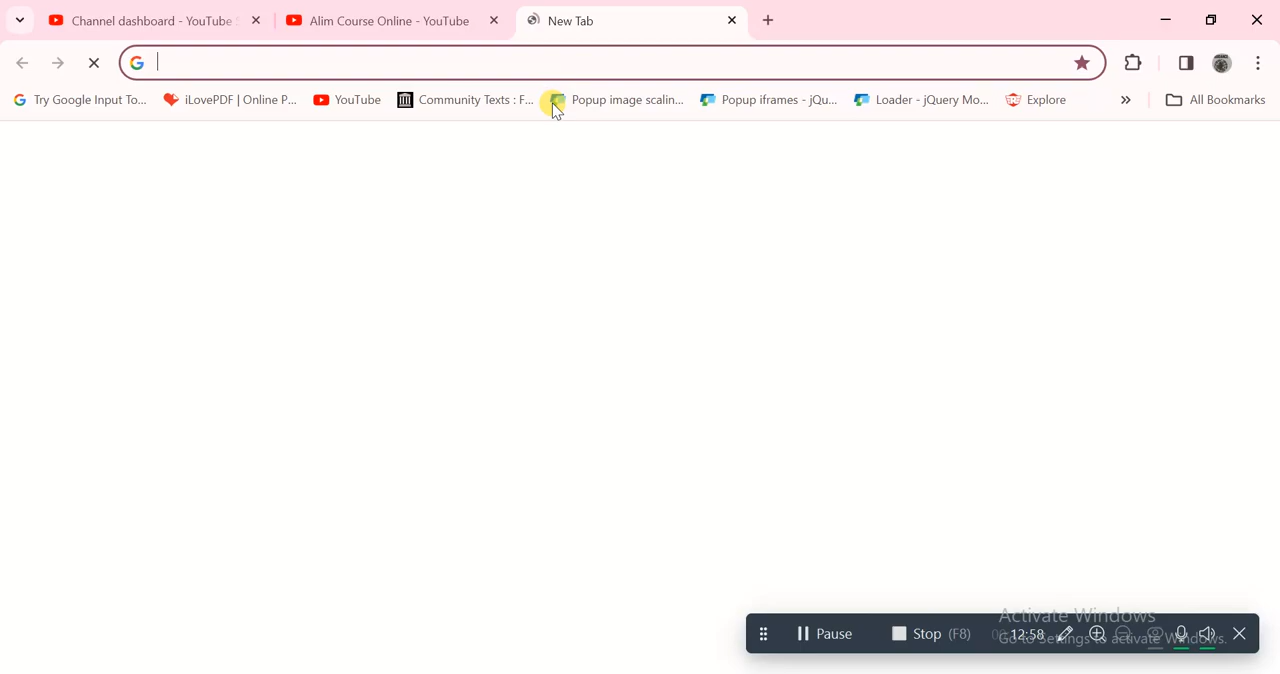 Channel dashboard - YouTube
Alim Course Online - YouTube
New Tab
Try Google Input To...
iLovePDF | Online P...
YouTube
Community Texts : F...
Popup image scalin...
Popup iframes - jQu...
Loader - jQuery Mo...
Explore
All Bookmarks
Activate Windows
Go to Settings to activate Windows.
Pause
Stop (F8)
12:58